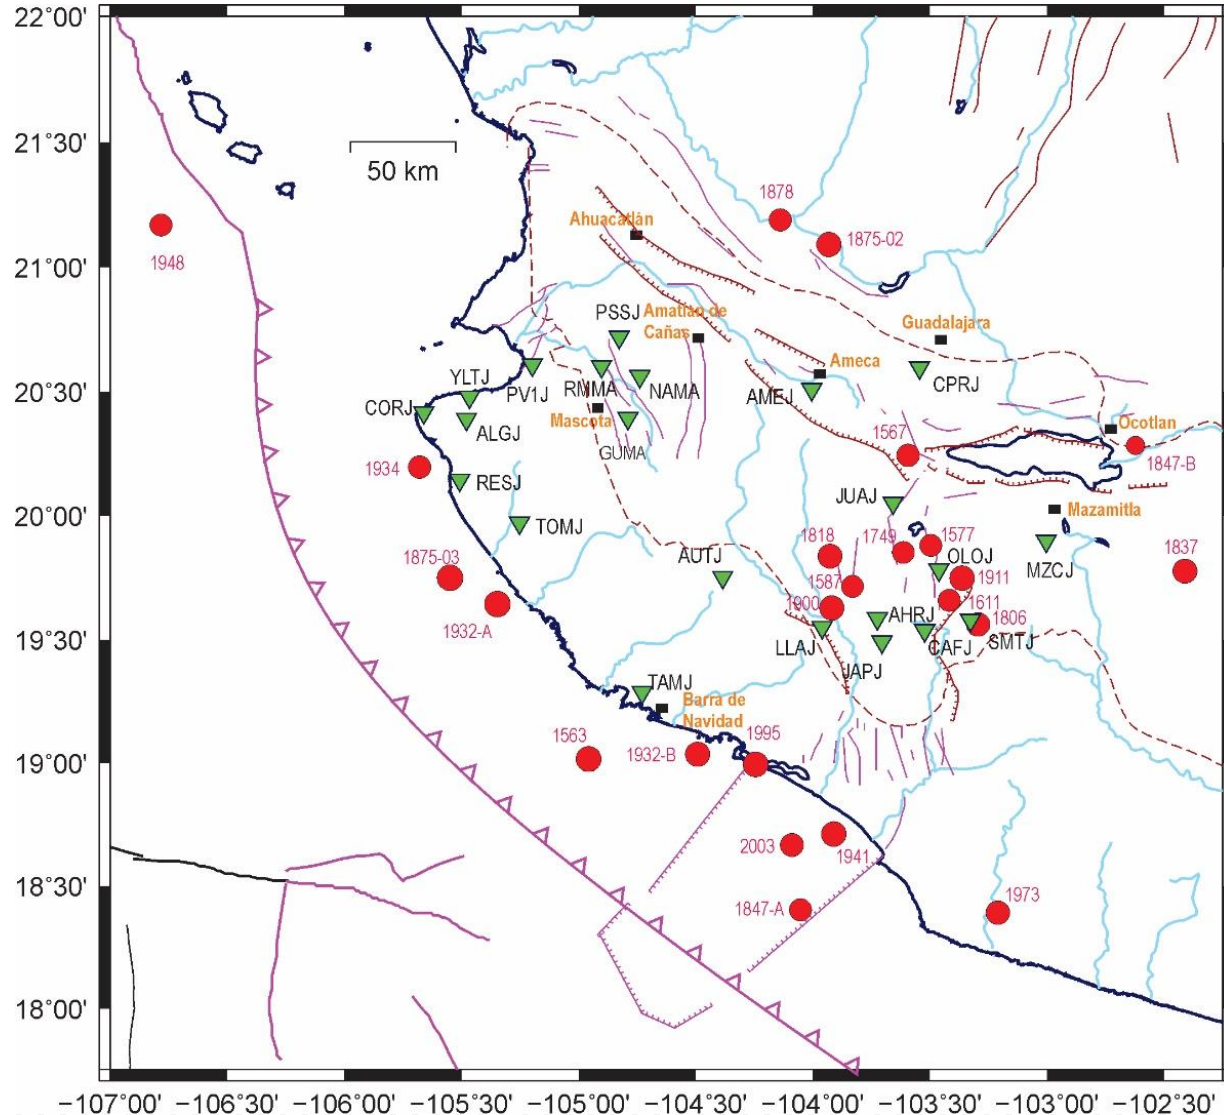 22°00'
21°30'
50 km
1878
Ahuacatlán
1875-02
21°00'
1948
PSSJ
Amatlán de
Cañas
Guadalajara
20°30'
YLTJ
PV1J
RMMA
NAMA
Ameca
AMEJ
CPRJ
CORJ
ALGJ
Mascota
GUMA
1567
Ocotlan
1934
RESJ
1847-B
20°00'
TOMJ
JUAJ
Mazamitla
1875-03
AUTJ
1818
1749
1577
OLOJ
MZCJ
1837
1587
1911
1932-A
1900
AHRJ
1611
1806
19°30'
LLAJ
JAPJ
CAFJ
SMTJ
TAMJ
Barra de
Navidad
1563
1932-B
1995
19°00'
2003
1941
18°30'
1847-A
1973
18°00'
−107°00'
−106°00'
−105°30'
−105°00'
−104°30'
−104°00'
−103°30'
−103°00'
−102°30'